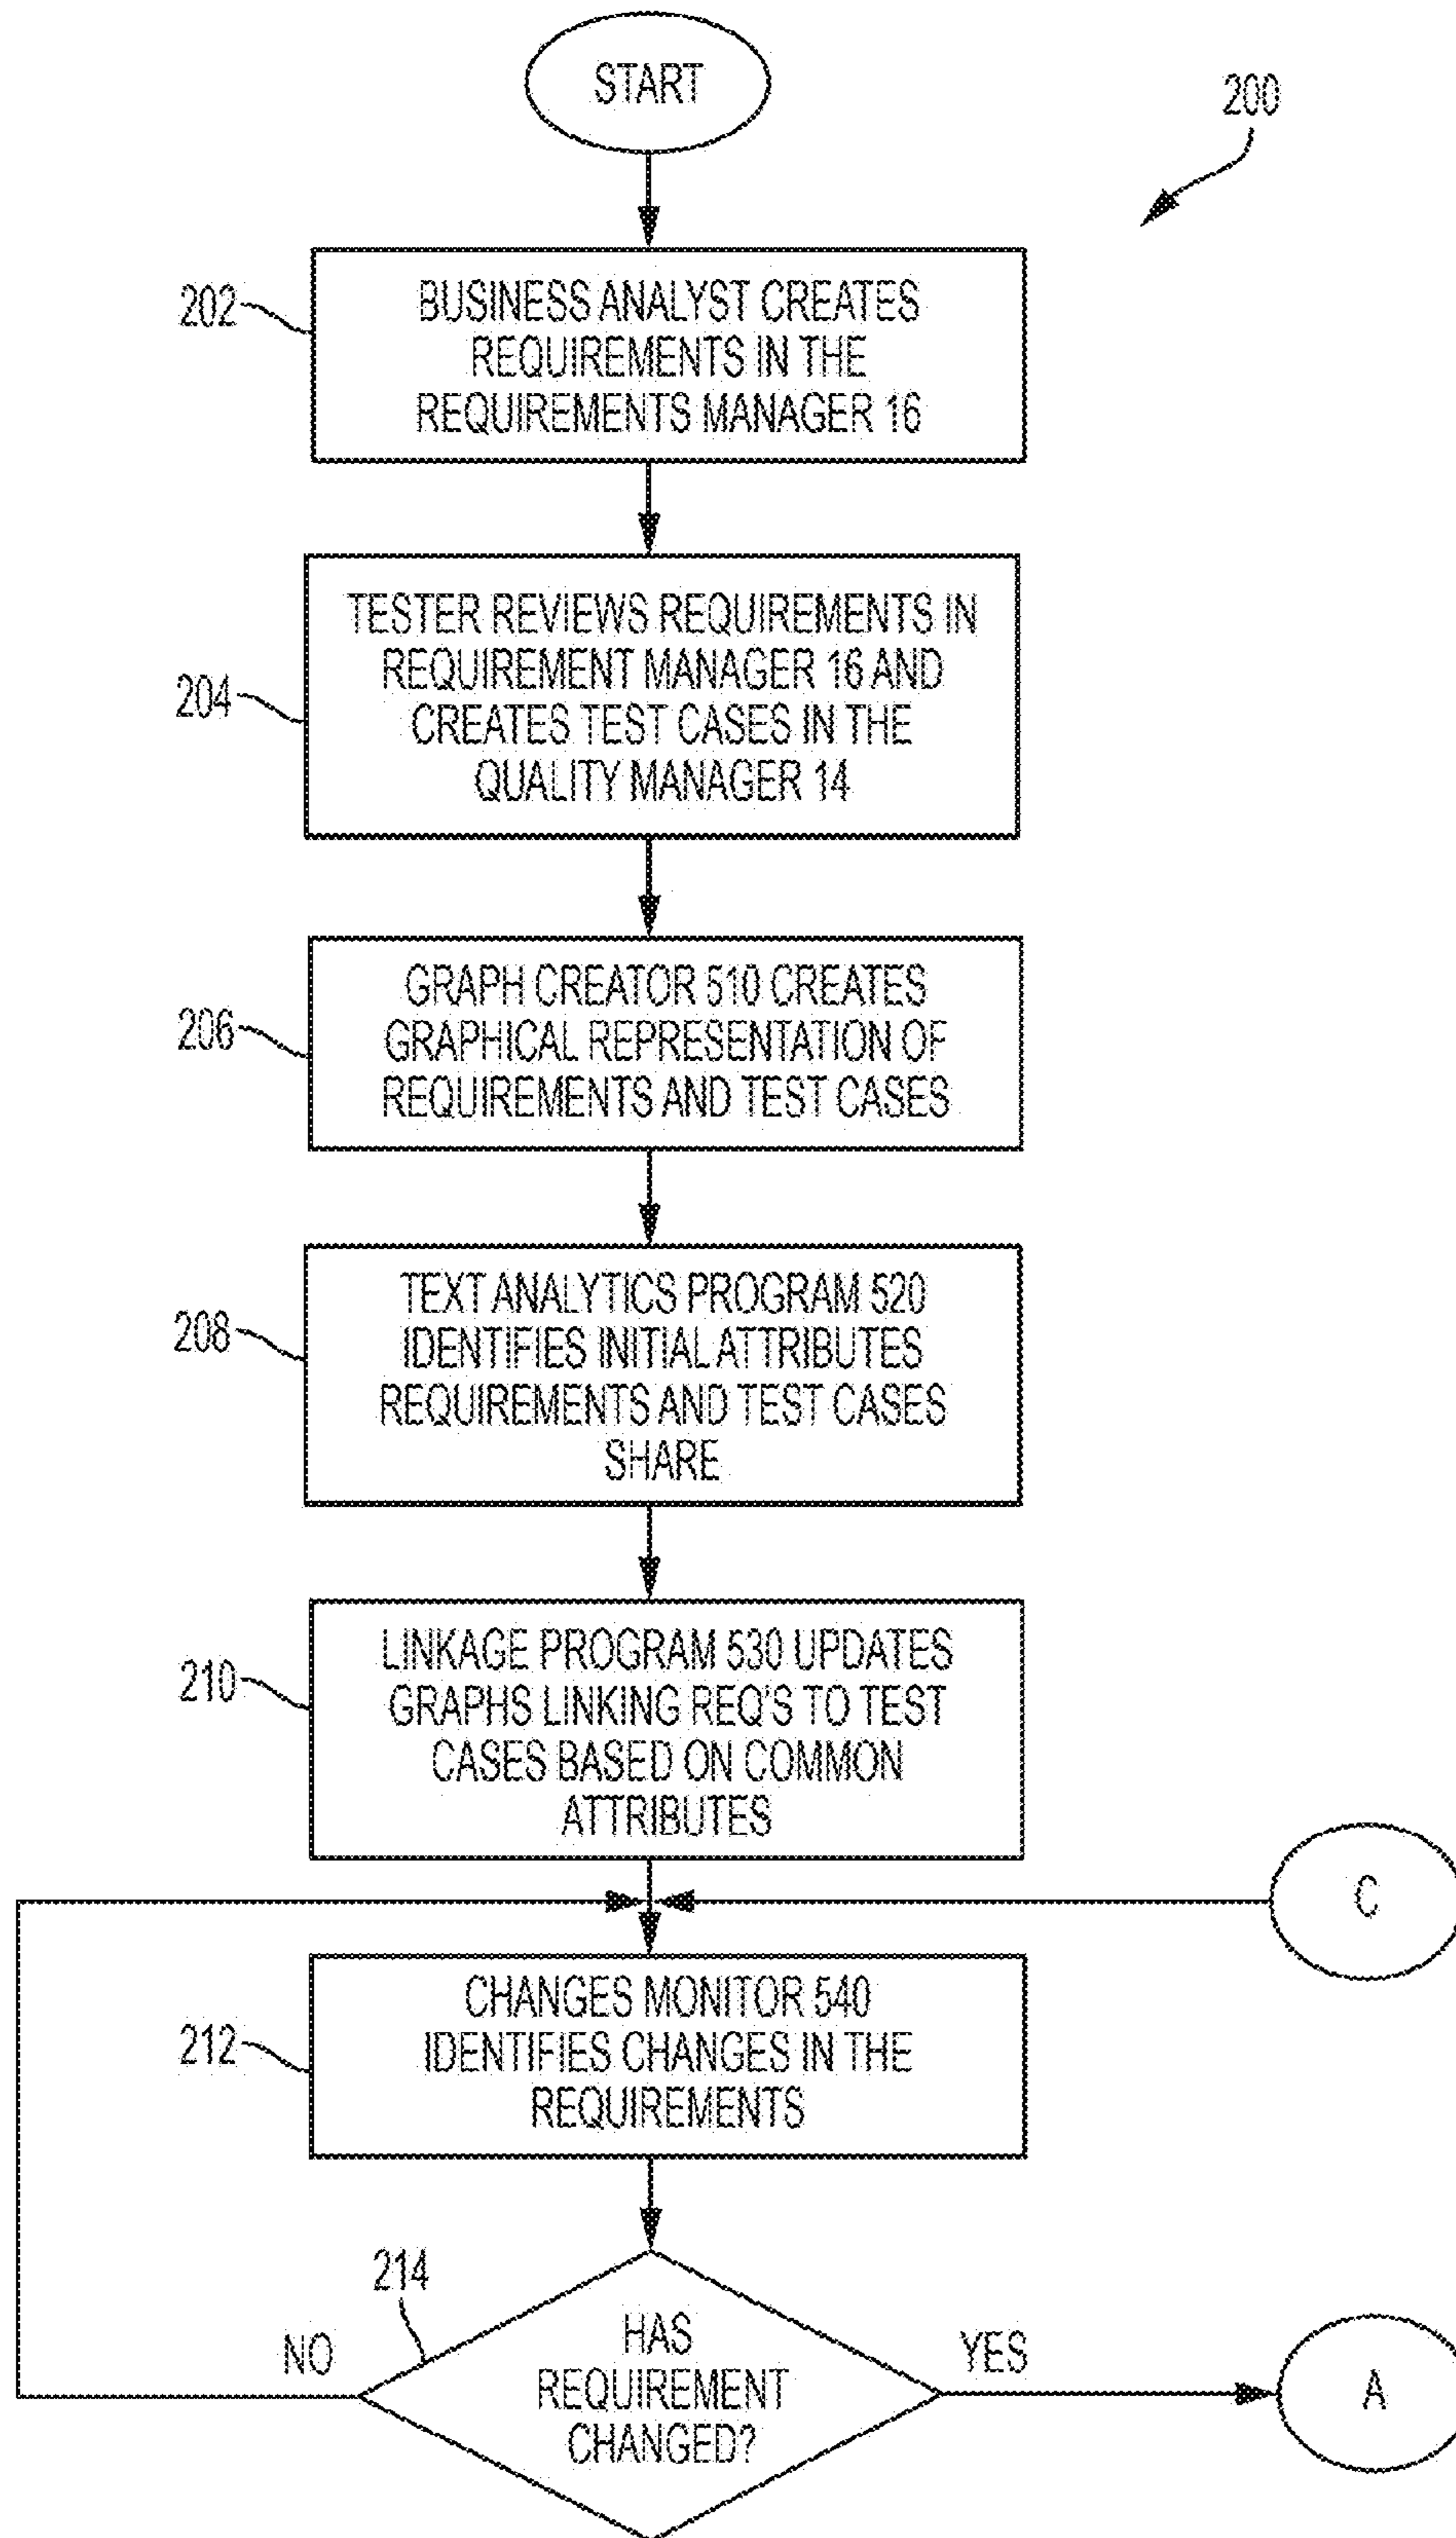 START
200
202
BUSINESS ANALYST CREATES
REQUIREMENTS IN THE
REQUIREMENTS MANAGER 16
204
TESTER REVIEWS REQUIREMENTS IN
REQUIREMENT MANAGER 16 AND
CREATES TEST CASES IN THE
QUALITY MANAGER 14
206
GRAPH CREATOR 510 CREATES
GRAPHICAL REPRESENTATION OF
REQUIREMENTS AND TEST CASES
208
TEXT ANALYTICS PROGRAM 520
IDENTIFIES INITIAL ATTRIBUTES
REQUIREMENTS AND TEST CASES
SHARE
210
LINKAGE PROGRAM 530 UPDATES
GRAPHS LINKING REQ'S TO TEST
CASES BASED ON COMMON
ATTRIBUTES
C
212
CHANGES MONITOR 540
IDENTIFIES CHANGES IN THE
REQUIREMENTS
214
NO
HAS
REQUIREMENT
CHANGED?
YES
A